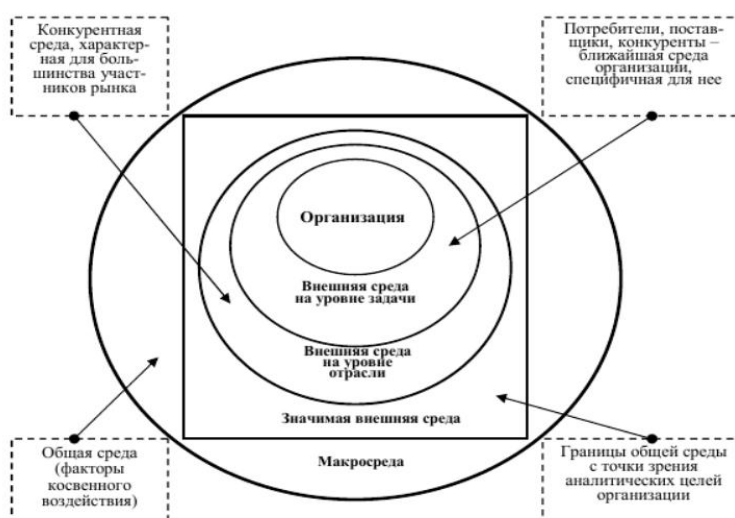 Конкурентная
среда, характер-
ная для боль-
шинства участ-
ников рынка
Потребители, постав-
щики, конкуренты –
ближайшая среда
организации,
специфичная для нее
Организация
Внешняя среда
на уровне задачи
Внешняя среда
на уровне
отрасли
Значимая внешняя среда
Макросреда
Общая среда
(факторы
косвенного
воздействия)
Границы общей среды
с точки зрения
аналитических целей
организации